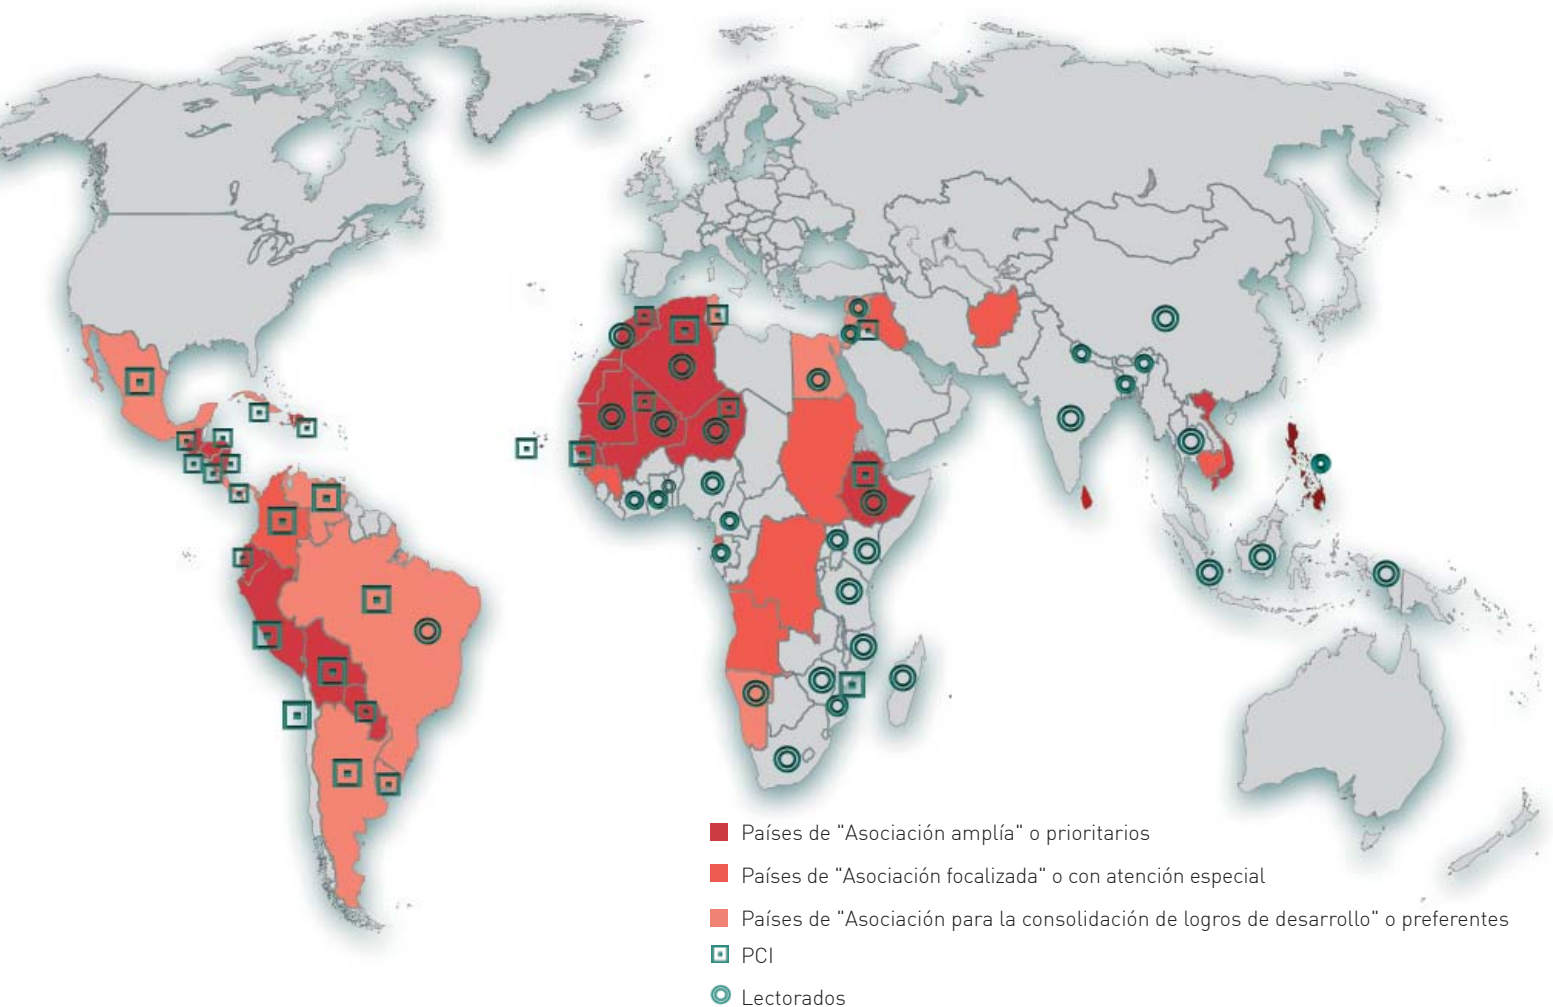 Países de "Asociación amplía" o prioritarios
Países de "Asociación focalizada" o con atención especial
Países de "Asociación para la consolidación de logros de desarrollo" o preferentes
PCI
Lectorados